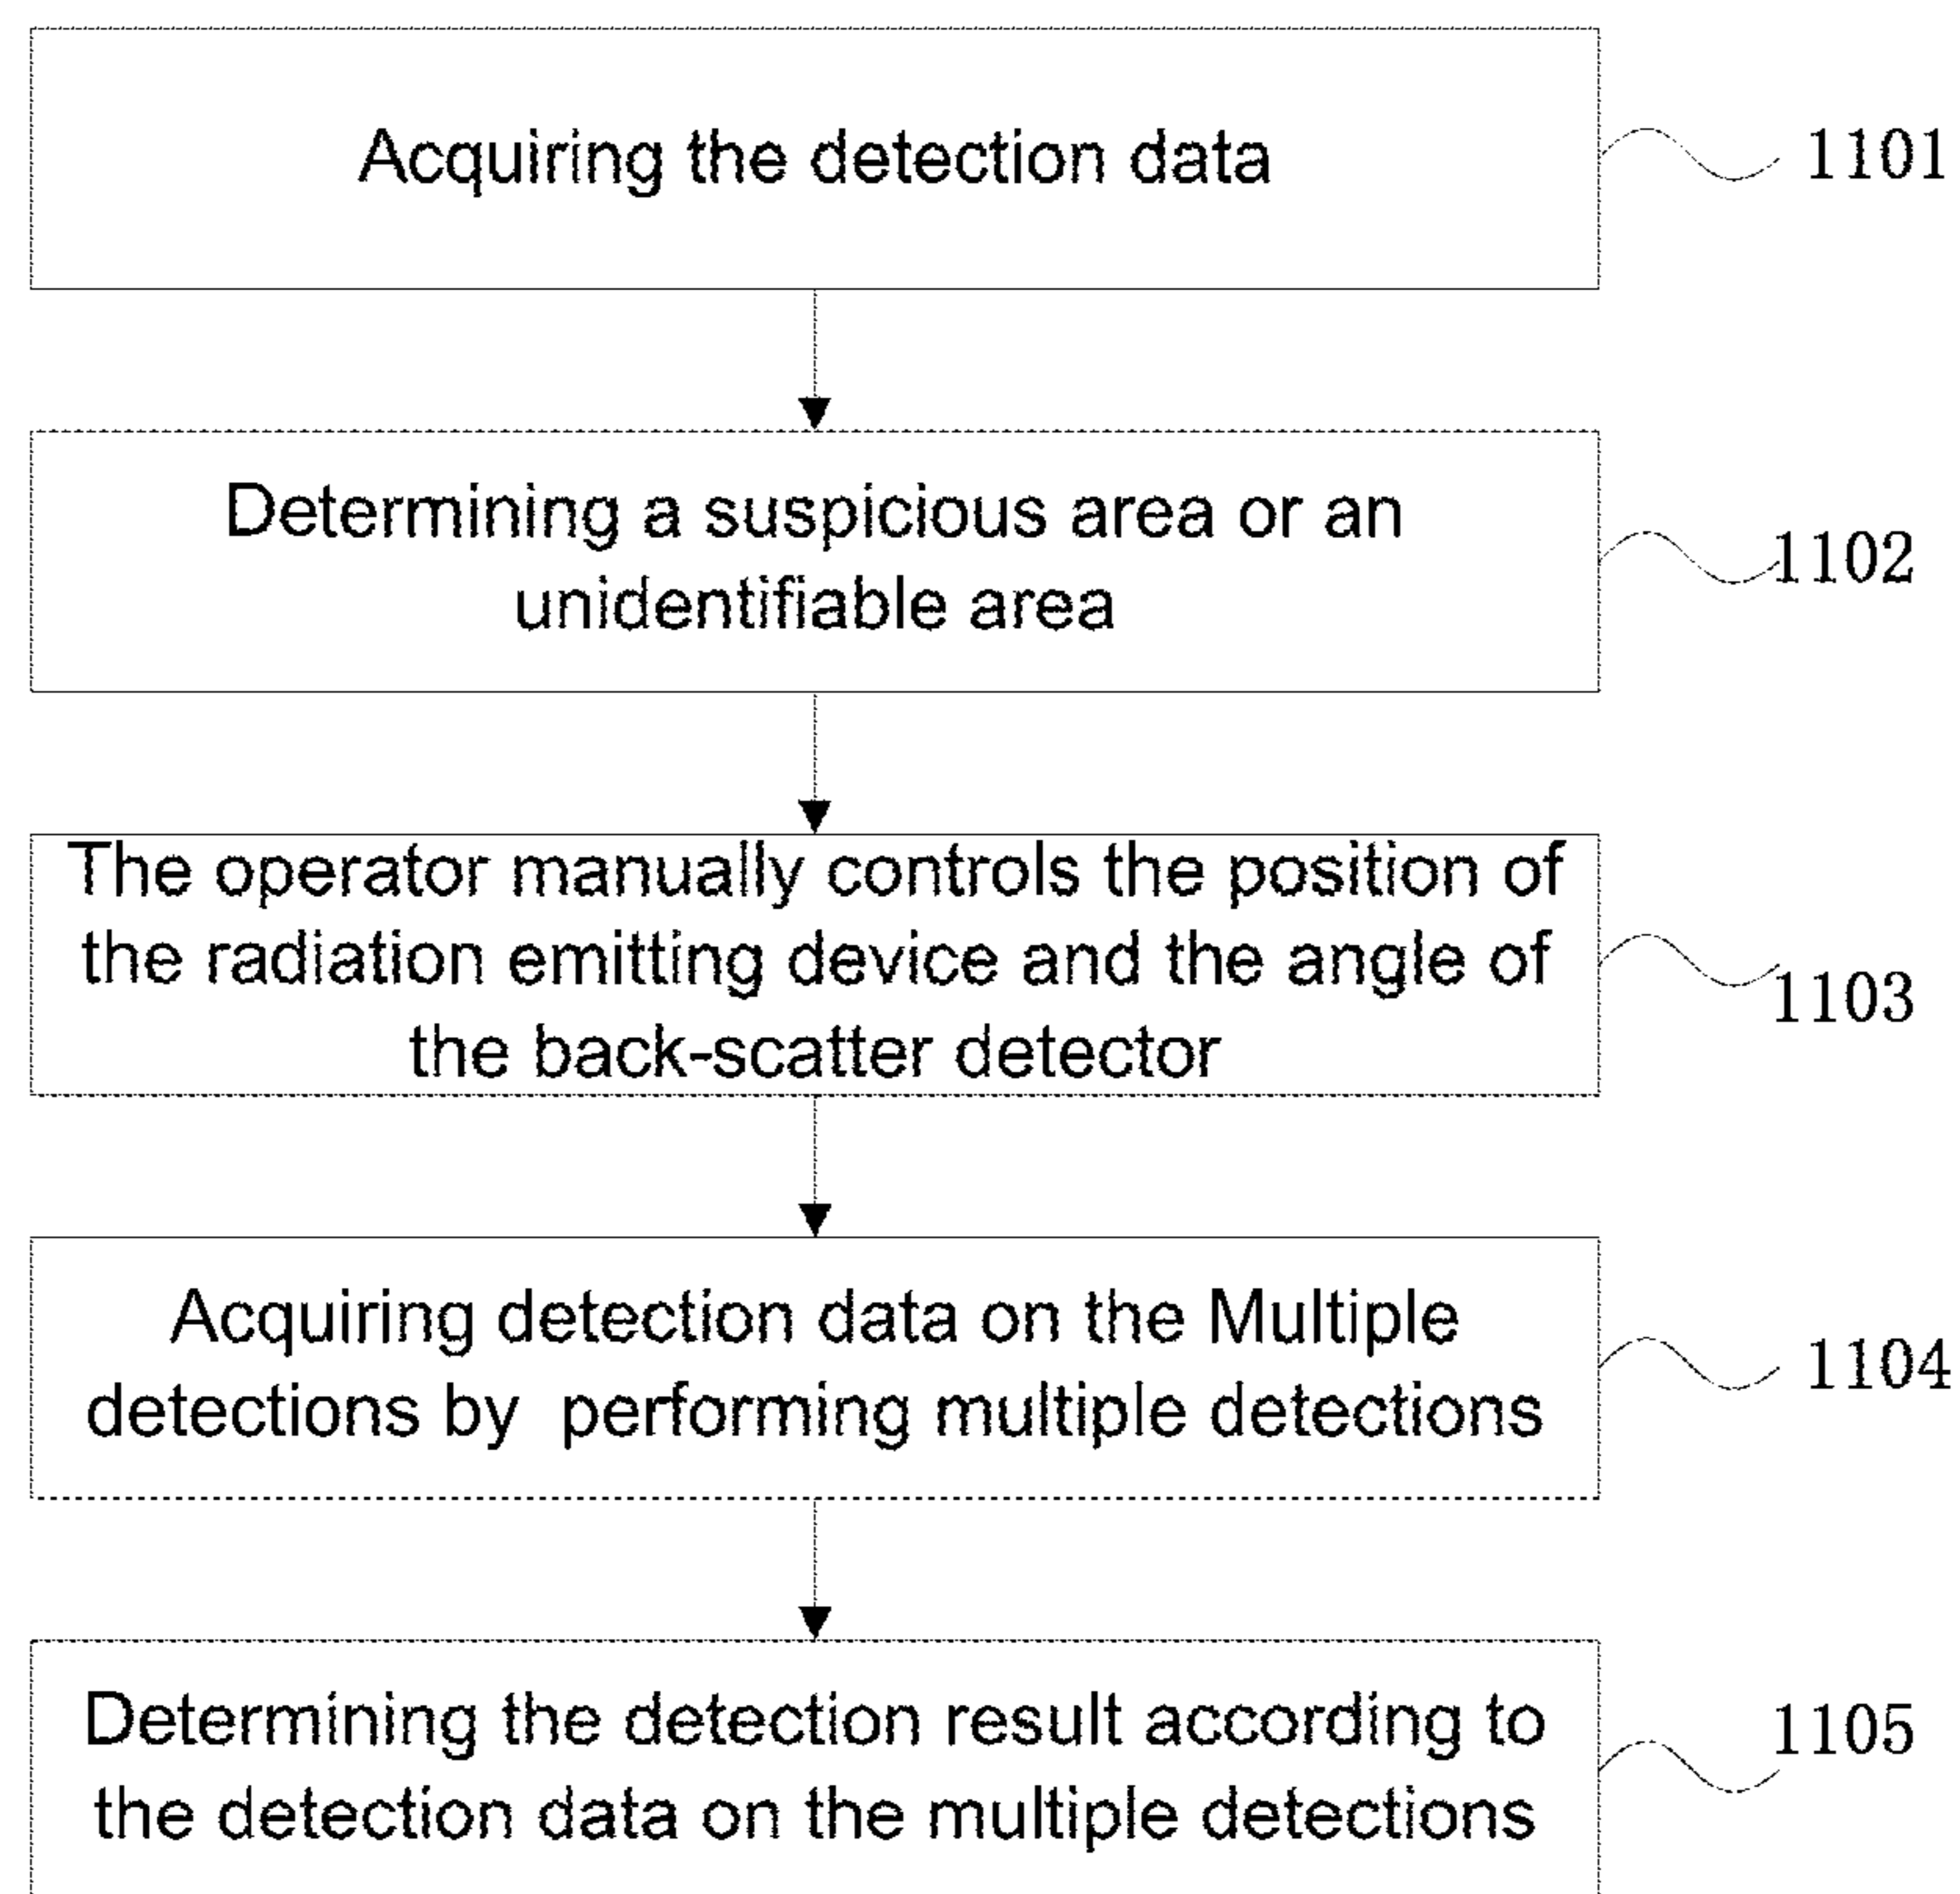 Acquiring the detection data
1101
Determining a suspicious area or an
unidentifiable area
1102
The operator manually controls the position of
the radiation emitting device and the angle of
the back-scatter detector
1103
Acquiring detection data on the Multiple
detections by  performing multiple detections
1104
Determining the detection result according to
the detection data on the multiple detections
1105